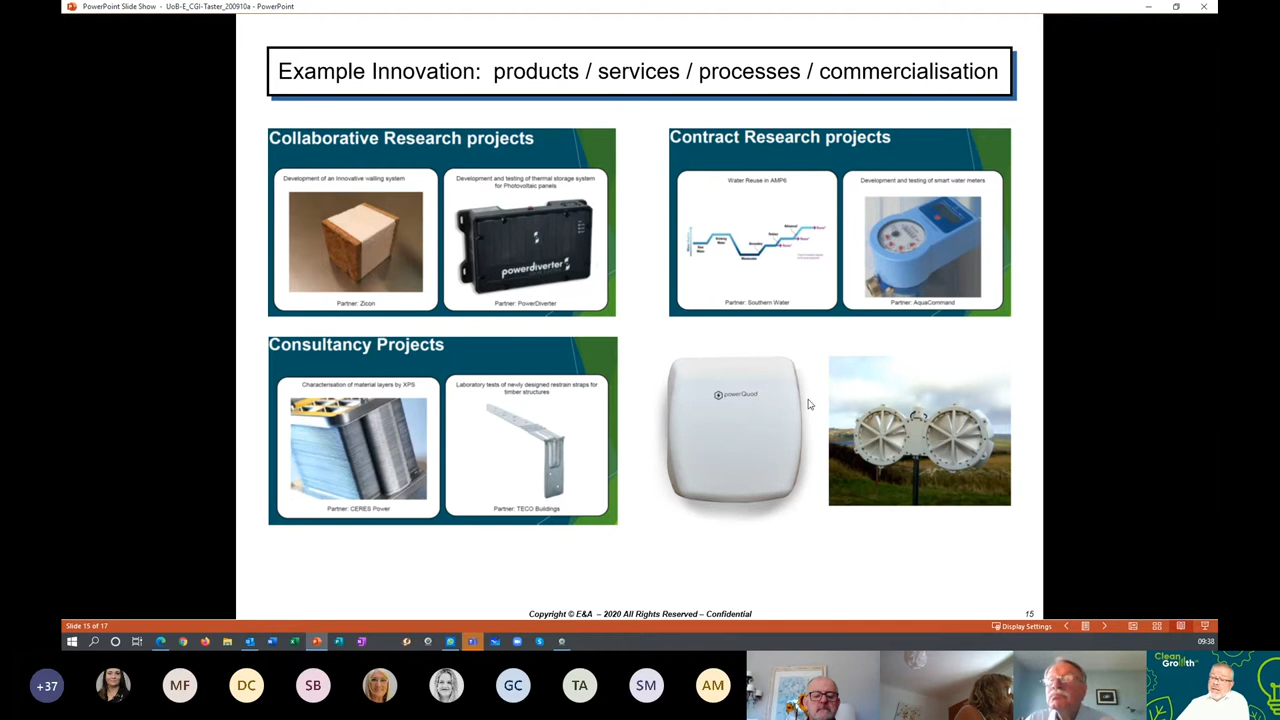 PowerPoint Slide Show - UoB-E_CGI-Taster_200910a - PowerPoint
Example Innovation: products / services / processes / commercialisation
Collaborative Research projects
Development of an Innovative walling system
Partner: Zicon
Development and testing of thermal storage system
for Photovoltaic panels
powerdiverter
Partner: PowerDiverter
Contract Research projects
Water Reuse in AMP6
Partner: Southern Water
Development and testing of smart water meters
Partner: AquaCommand
Consultancy Projects
Characterisation of material layers by XPS
Partner: CERES Power
Laboratory tests of newly designed restrain straps for
timber structures
Partner: TECO Buildings
powerQuad
Copyright © E&A – 2020 All Rights Reserved – Confidential
15
Slide 15 of 17
Display Settings
09:38
+37
MF
DC
SB
GC
TA
SM
AM
Clean
Growth